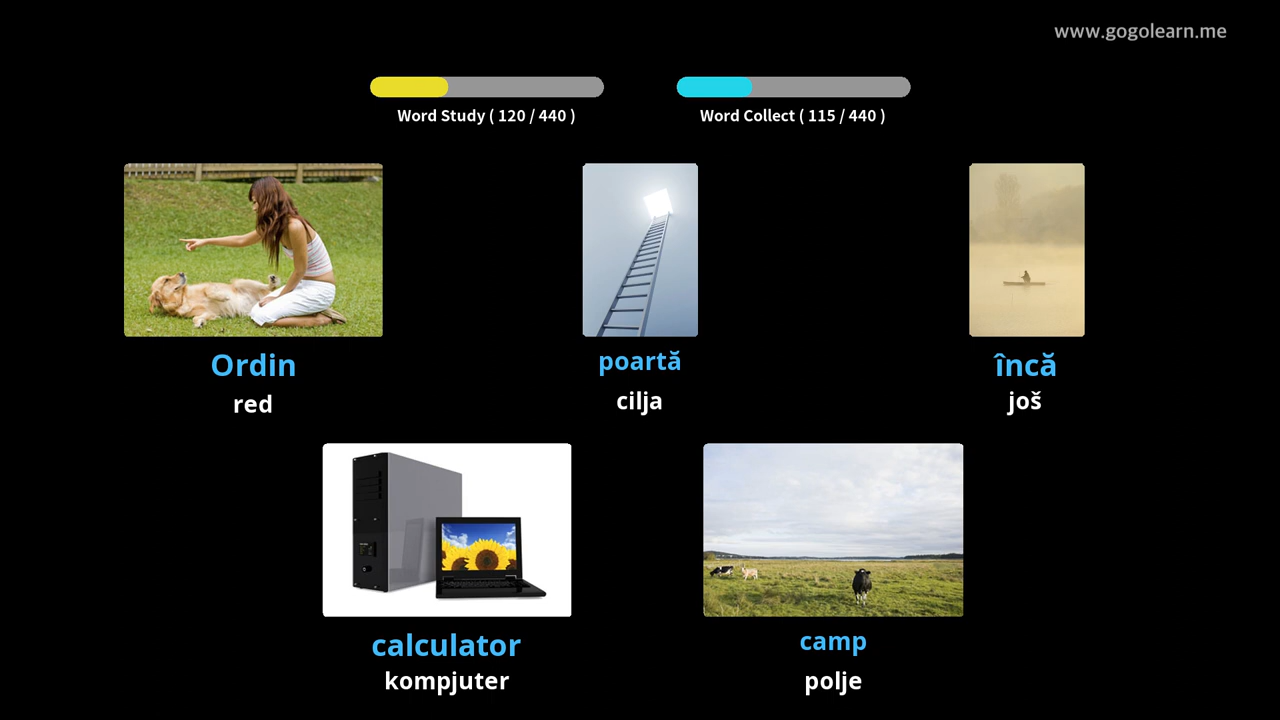 www.gogolearn.me
Word Study ( 120 / 440 )
Word Collect ( 115 / 440 )
Ordin
red
poartă
cilja
încă
još
calculator
kompjuter
camp
polje